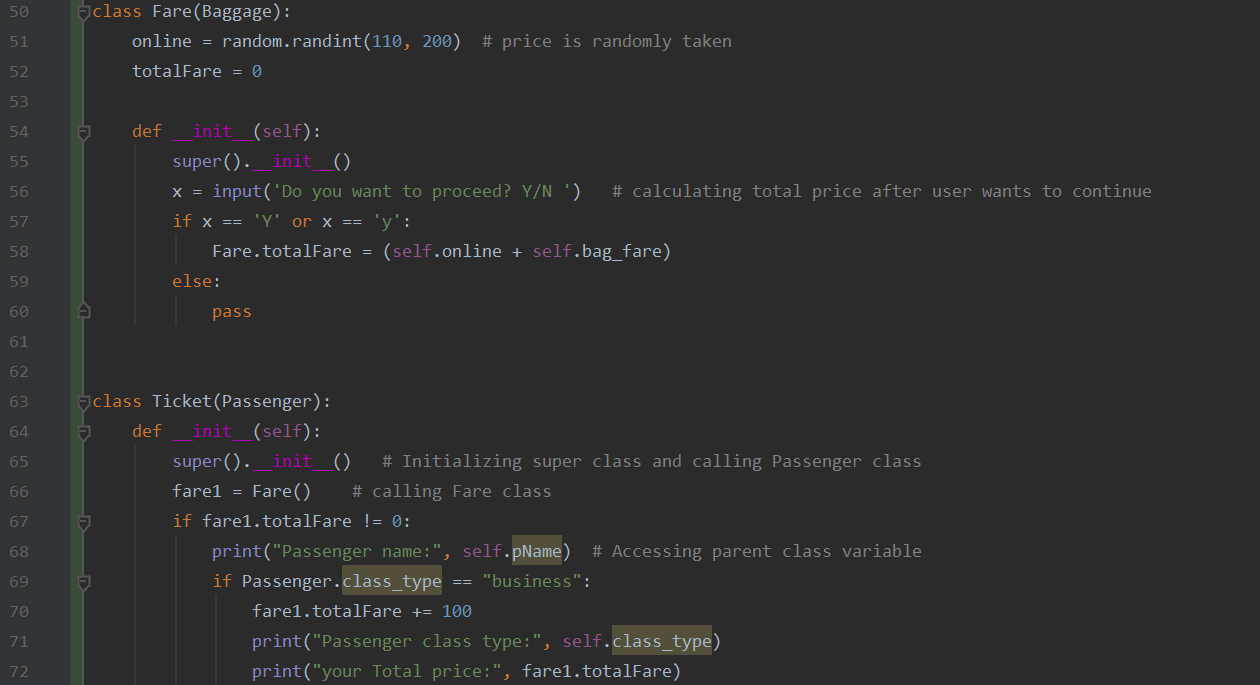 50 class Fare(Baggage):
51     online = random.randint(110, 200)  # price is randomly taken
52     totalFare = 0
53
54     def __init__(self):
55         super().__init__()
56         x = input('Do you want to proceed? Y/N ')   # calculating total price after user wants to continue
57         if x == 'Y' or x == 'y':
58             Fare.totalFare = (self.online + self.bag_fare)
59         else:
60             pass
61
62
63 class Ticket(Passenger):
64     def __init__(self):
65         super().__init__()   # Initializing super class and calling Passenger class
66         fare1 = Fare()    # calling Fare class
67         if fare1.totalFare != 0:
68             print("Passenger name:", self.pName)  # Accessing parent class variable
69             if Passenger.class_type == "business":
70                 fare1.totalFare += 100
71                 print("Passenger class type:", self.class_type)
72                 print("your Total price:", fare1.totalFare)